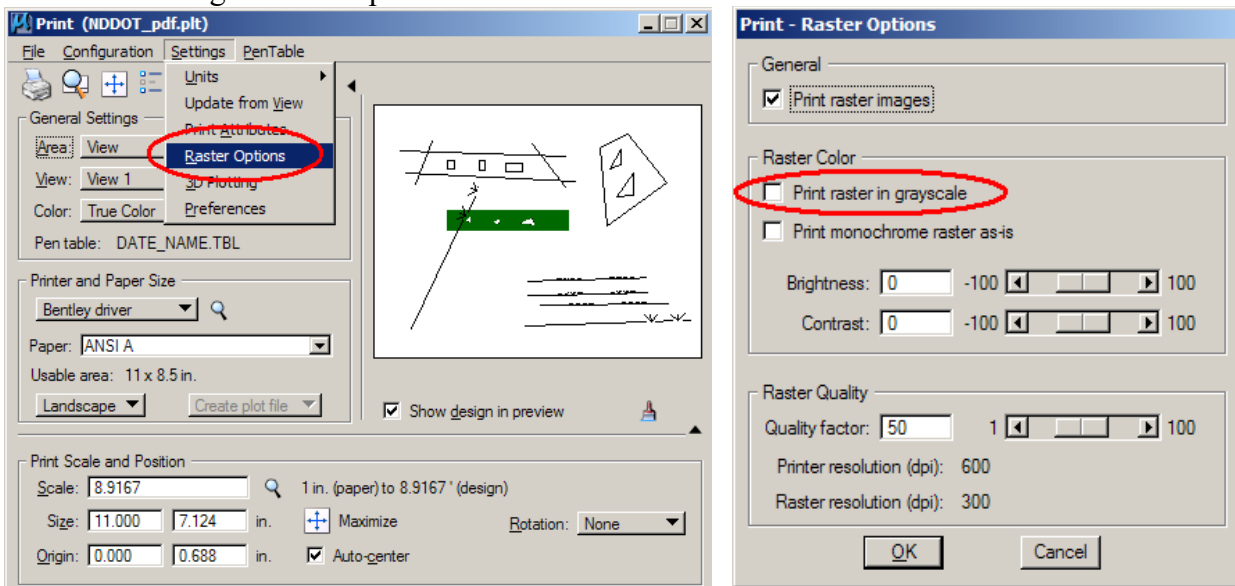 Print (NDDOT_pdf.plt)
File Configuration Settings PenTable
Units
Update from View
Print Attributes
Raster Options
3D Plotting
Preferences
General Settings
Area: View
View: View 1
Color: True Color
Pen table: DATE_NAME.TBL
Printer and Paper Size
Bentley driver
Paper: ANSI A
Usable area: 11 x 8.5 in.
Landscape Create plot file
Show design in preview
Print Scale and Position
Scale: 8.9167 1 in. (paper) to 8.9167 ' (design)
Size: 11.000 7.124 in. Maximize Rotation: None
Origin: 0.000 0.688 in. Auto-center
Print - Raster Options
General
Print raster images
Raster Color
Print raster in grayscale
Print monochrome raster as-is
Brightness: 0 -100 100
Contrast: 0 -100 100
Raster Quality
Quality factor: 50 1 100
Printer resolution (dpi): 600
Raster resolution (dpi): 300
OK Cancel